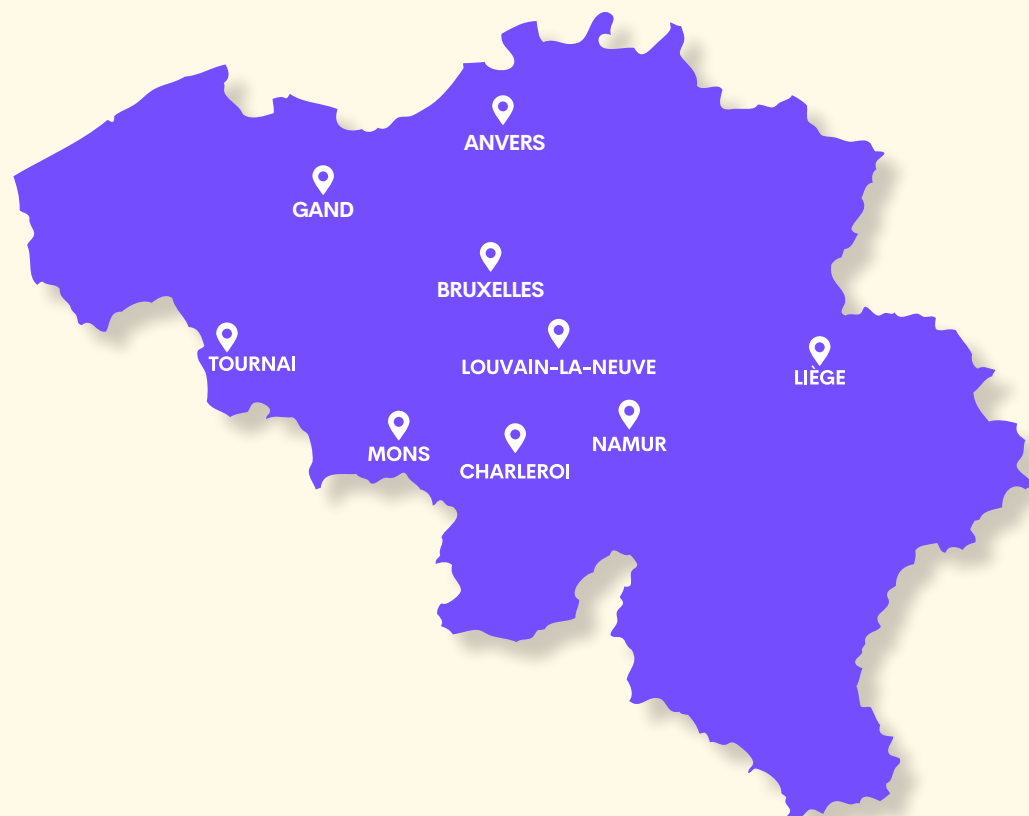 ANVERS
GAND
BRUXELLES
TOURNAI
LOUVAIN-LA-NEUVE
LIÈGE
MONS
CHARLEROI
NAMUR